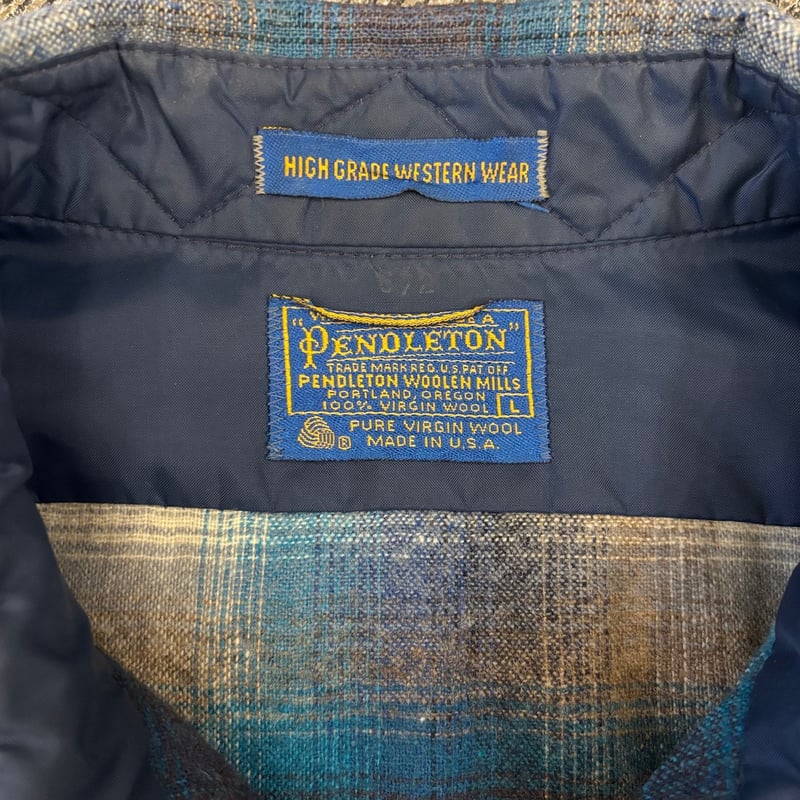 HIGH GRADE WESTERN WEAR
A
"PENDLETON"
TRADE MARK REG. U.S. PAT. OFF
PENDLETON WOOLEN MILLS
PORTLAND, OREGON
100% VIRGIN WOOL L
® PURE VIRGIN WOOL
MADE IN U.S.A.